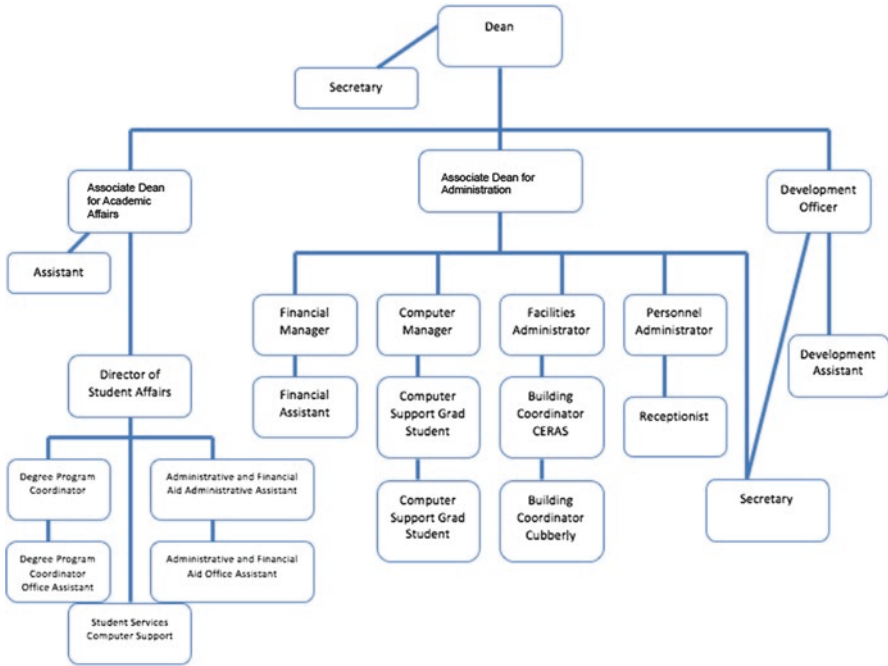 Dean
Secretary
Associate Dean
for Academic
Affairs
Associate Dean for
Administration
Development
Officer
Assistant
Financial
Manager
Computer
Manager
Facilities
Administrator
Personnel
Administrator
Development
Assistant
Director of
Student Affairs
Financial
Assistant
Computer
Support Grad
Student
Building
Coordinator
CERAS
Receptionist
Degree Program
Coordinator
Administrative and Financial
Aid Administrative Assistant
Computer
Support Grad
Student
Building
Coordinator
Cubberly
Secretary
Degree Program
Coordinator
Office Assistant
Administrative and Financial
Aid Office Assistant
Student Services
Computer Support